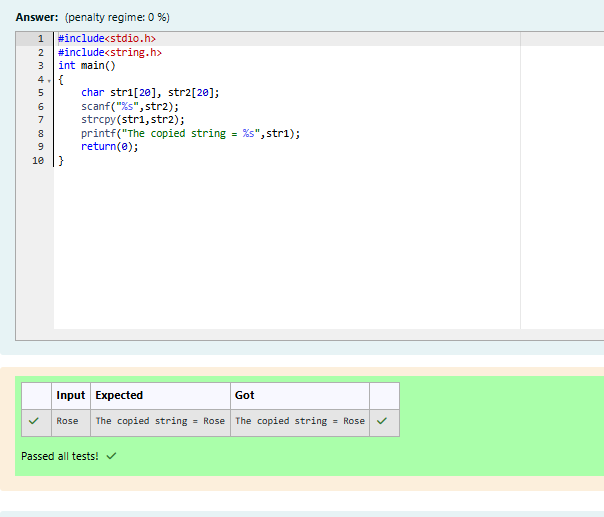 Answer: (penalty regime: 0 %)
1 #include<stdio.h>
2 #include<string.h>
3 int main()
4 {
5     char str1[20], str2[20];
6     scanf("%s",str2);
7     strcpy(str1,str2);
8     printf("The copied string = %s",str1);
9     return(0);
10 }
Input Expected Got
Rose The copied string = Rose The copied string = Rose
Passed all tests!